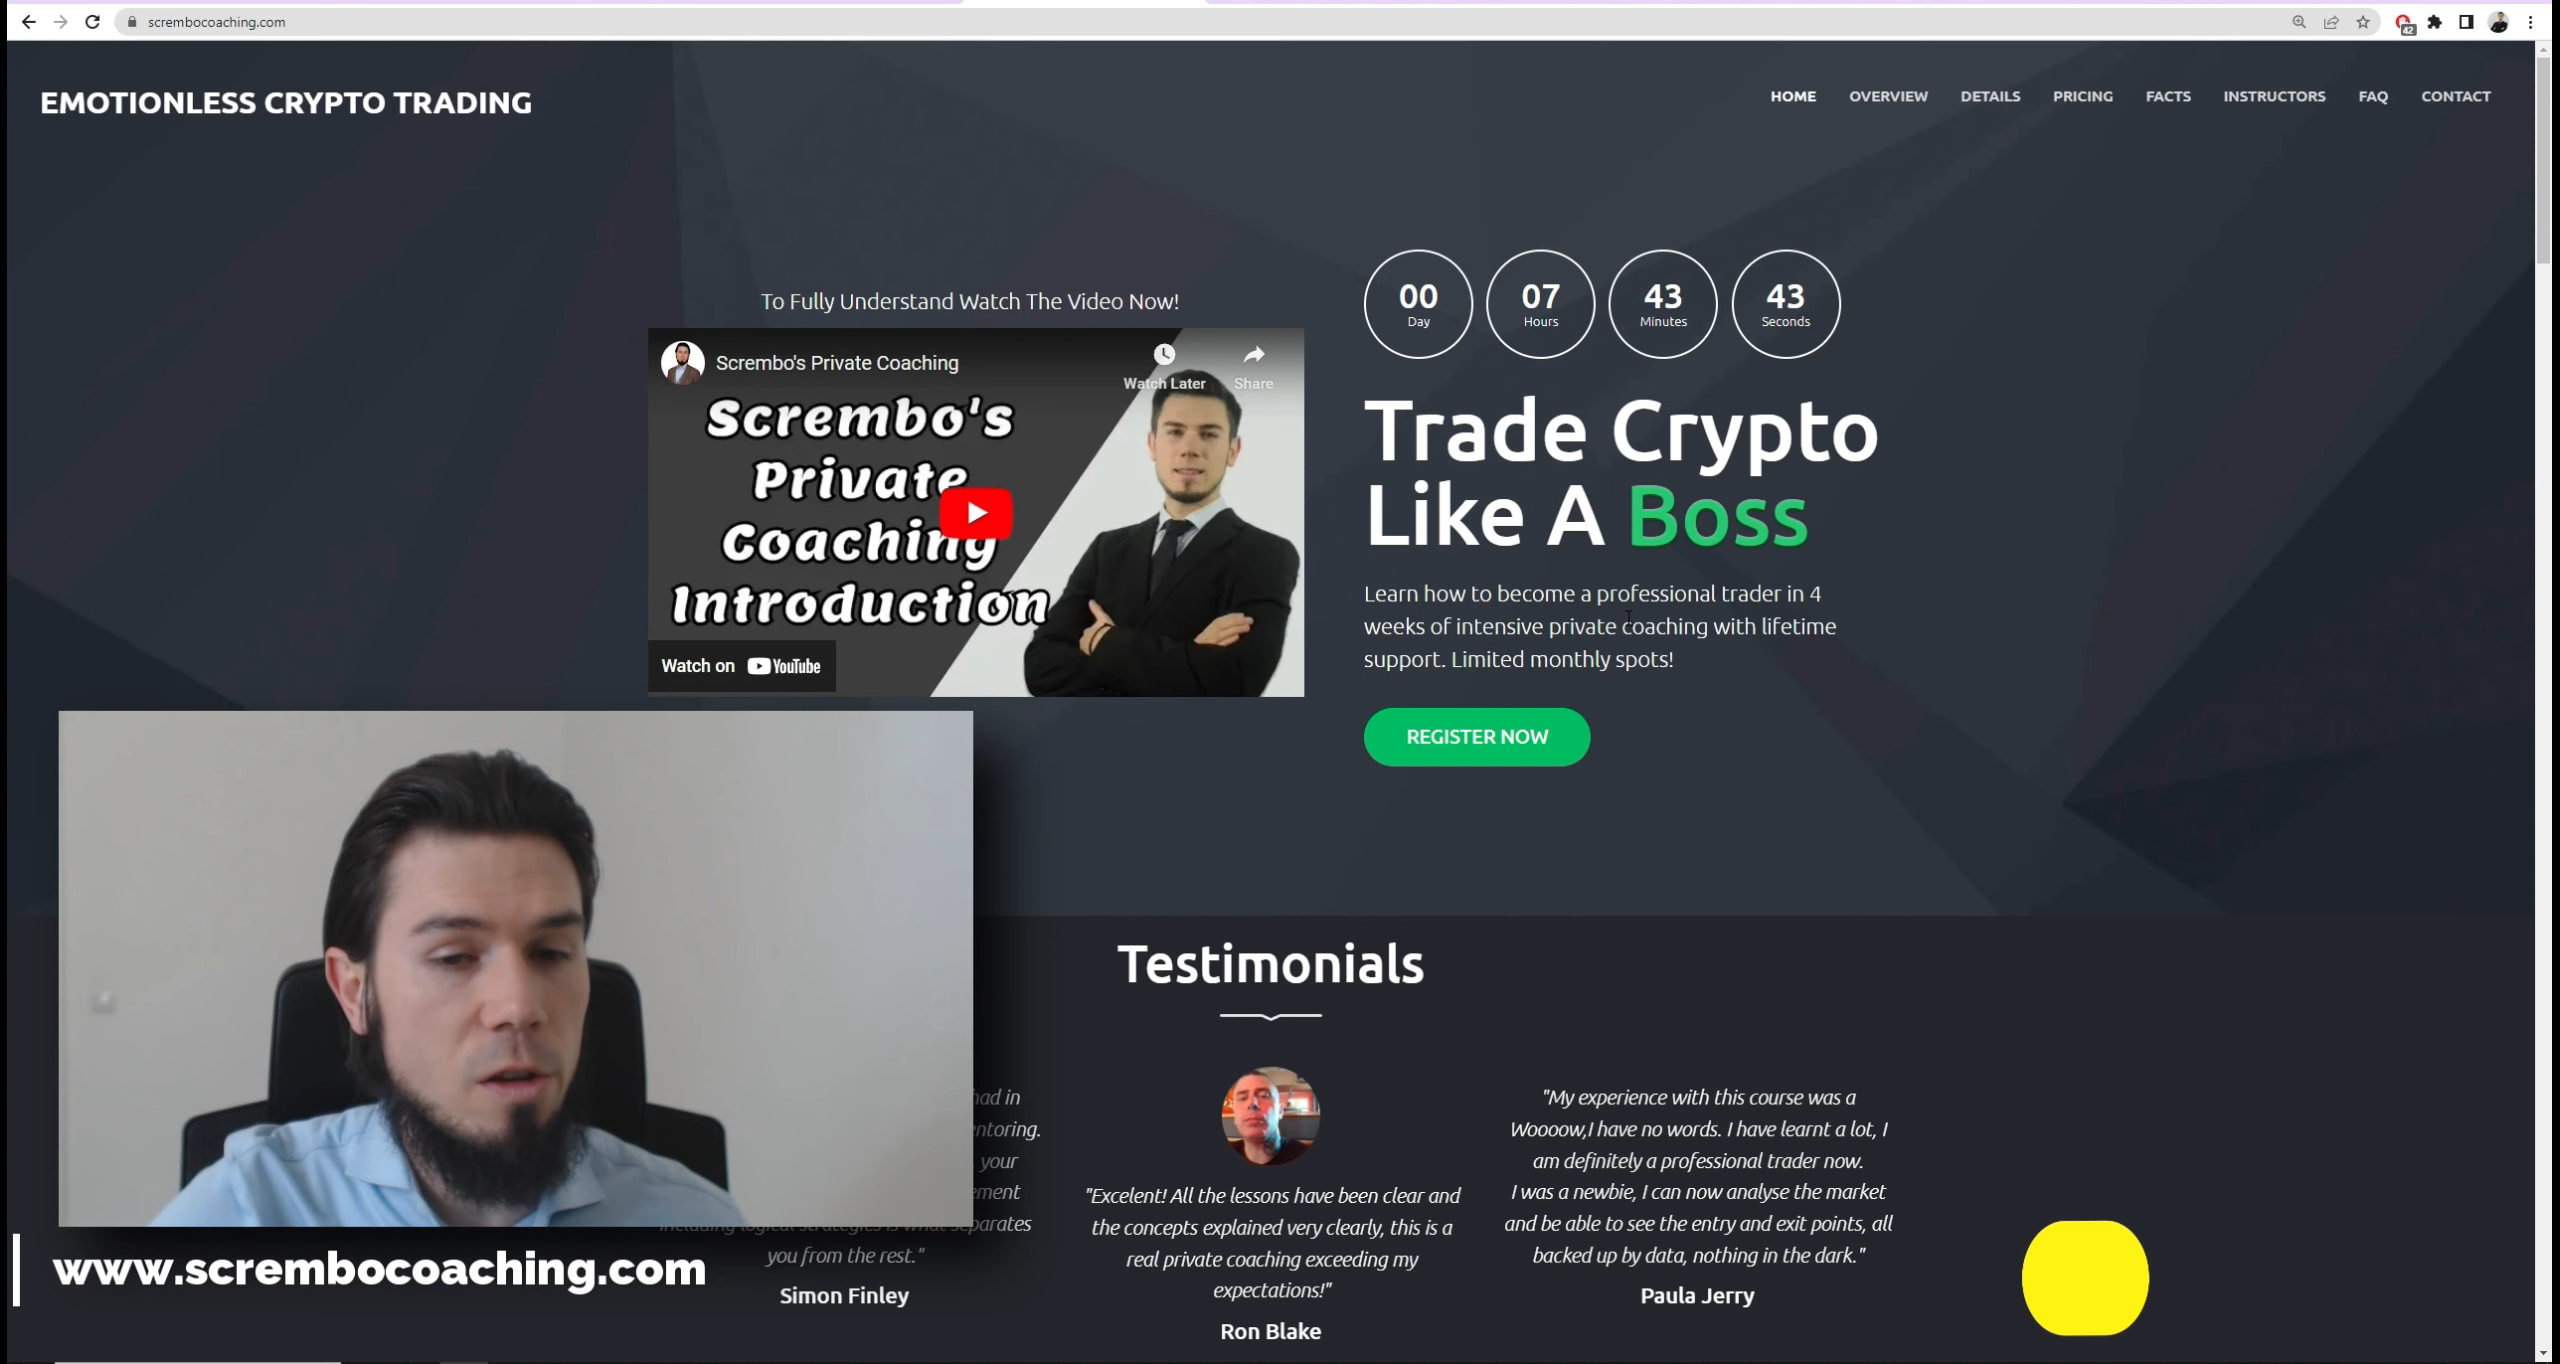 scrembocoaching.com
42
EMOTIONLESS CRYPTO TRADING
HOME OVERVIEW DETAILS PRICING FACTS INSTRUCTORS FAQ CONTACT
To Fully Understand Watch The Video Now!
Scrembo's Private Coaching
Watch Later Share
Scrembo's
Private
Coaching
Introduction
Watch on YouTube
00 07 43 43
Day Hours Minutes Seconds
Trade Crypto
Like A Boss
Learn how to become a professional trader in 4
weeks of intensive private coaching with lifetime
support. Limited monthly spots!
REGISTER NOW
Testimonials
had in
your
you from the rest."
Simon Finley
"Excelent! All the lessons have been clear and
the concepts explained very clearly, this is a
real private coaching exceeding my
expectations!"
Ron Blake
"My experience with this course was a
Woooow,I have no words. I have learnt a lot, I
am definitely a professional trader now.
I was a newbie, I can now analyse the market
and be able to see the entry and exit points, all
backed up by data, nothing in the dark."
Paula Jerry
www.scrembocoaching.com